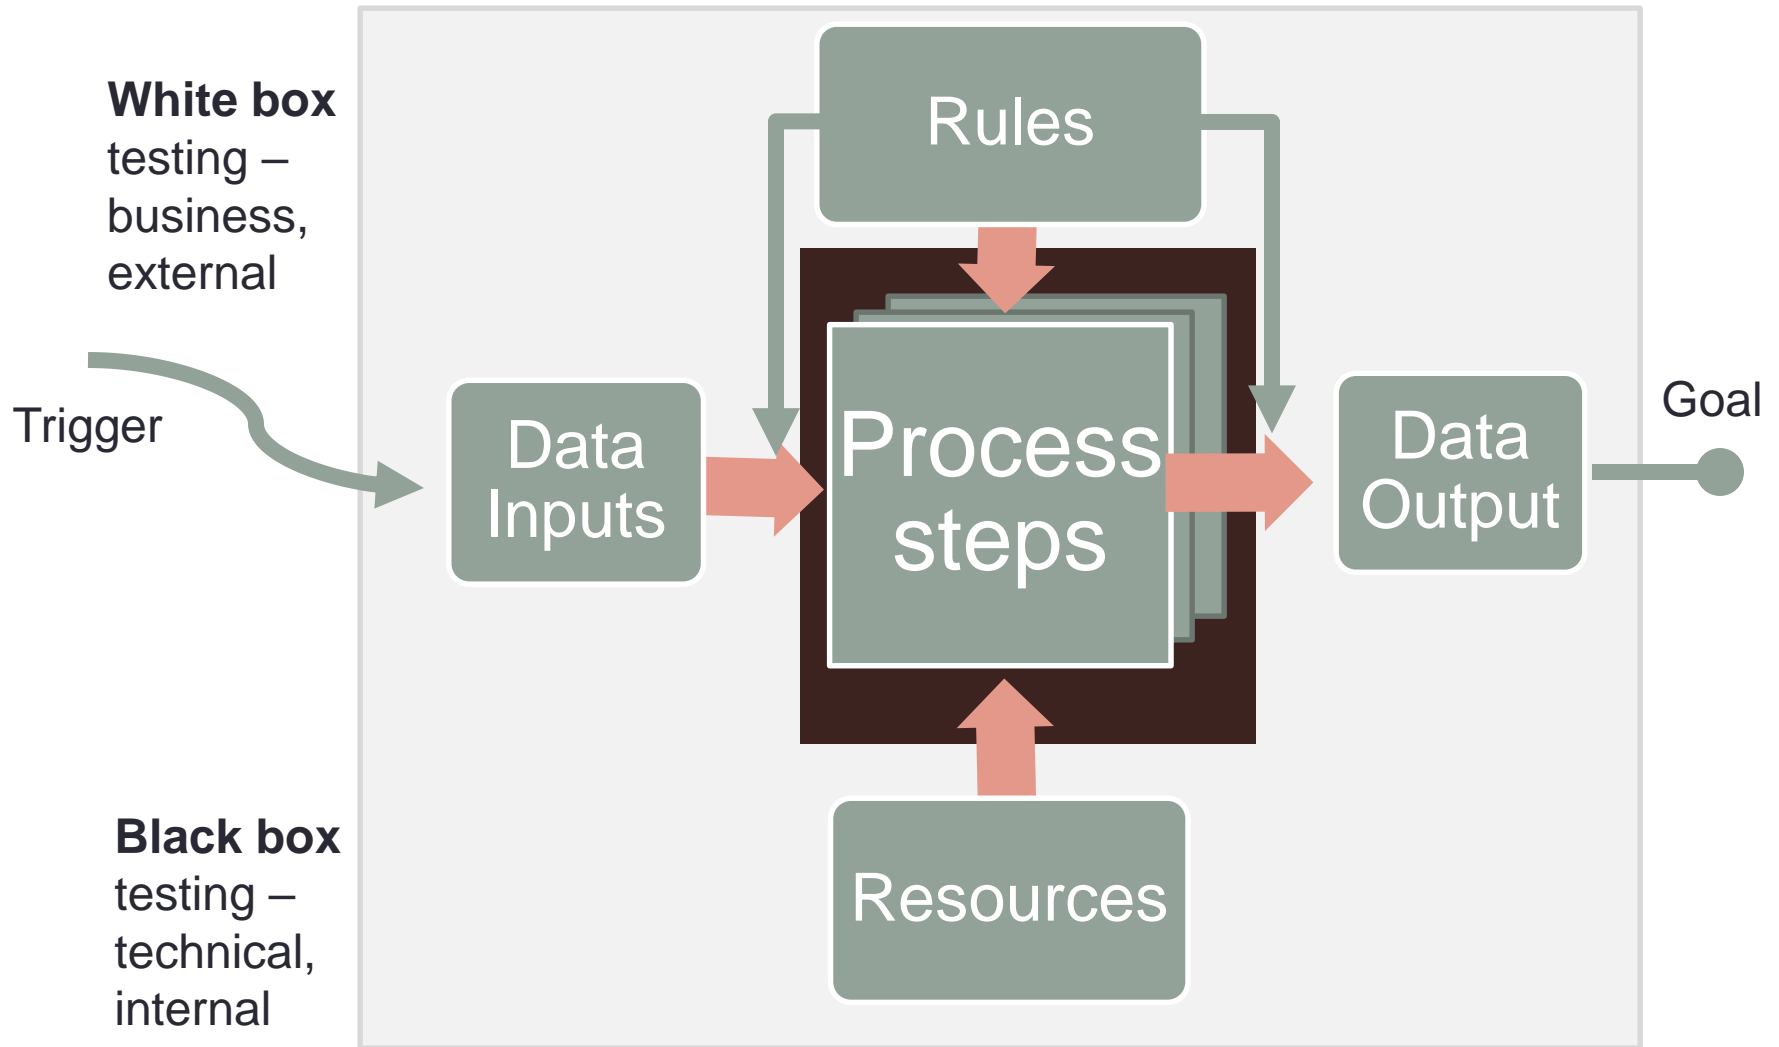 White box
testing –
business,
external
Rules
Trigger
Data
Inputs
Process
steps
Data
Output
Goal
Black box
testing –
technical,
internal
Resources